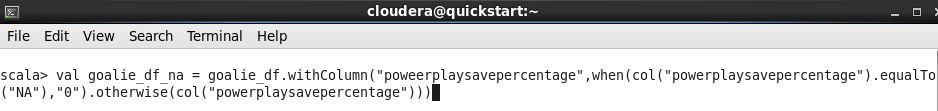 cloudera@quickstart:~
File Edit View Search Terminal Help
scala> val goalie_df_na = goalie_df.withColumn("poweerplaysavepercentage",when(col("powerplaysavepercentage").equalTo
("NA"),"0").otherwise(col("powerplaysavepercentage")))